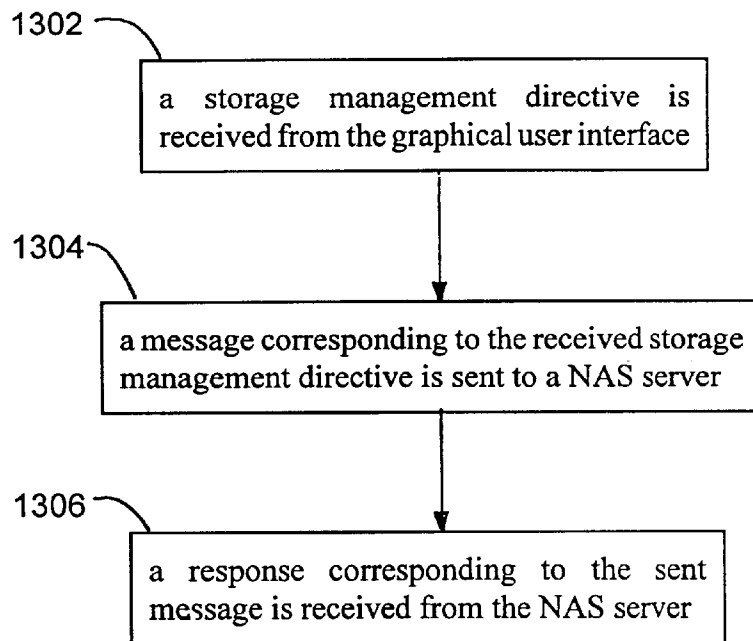 1302
a storage management directive is
received from the graphical user interface
1304
a message corresponding to the received storage
management directive is sent to a NAS server
1306
a response corresponding to the sent
message is received from the NAS server